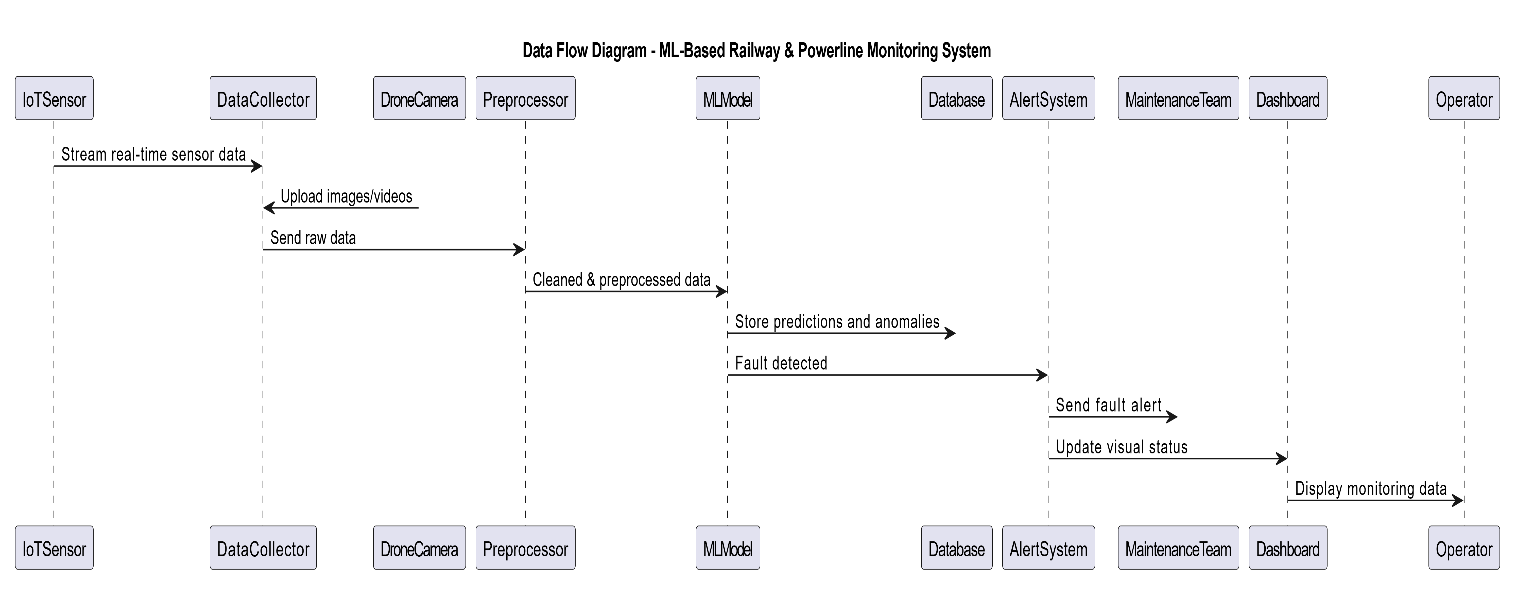 Data Flow Diagram - ML-Based Railway & Powerline Monitoring System
IoTSensor DataCollector DroneCamera Preprocessor MLModel Database AlertSystem MaintenanceTeam Dashboard Operator
Stream real-time sensor data
Upload images/videos
Send raw data
Cleaned & preprocessed data
Store predictions and anomalies
Fault detected
Send fault alert
Update visual status
Display monitoring data
IoTSensor DataCollector DroneCamera Preprocessor MLModel Database AlertSystem MaintenanceTeam Dashboard Operator